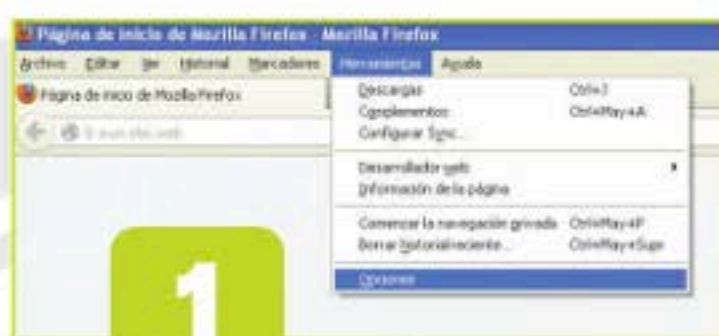 Página de inicio de Mozilla Firefox - Mozilla Firefox
Archivo Editar Ver Historial Marcadores Herramientas Ayuda
Página de inicio de Mozilla Firefox
Descargas Ctrl+J
Complementos Ctrl+May+A
Configurar Sync...
Desarrollador web
Información de la página
Comenzar la navegación privada Ctrl+May+P
Borrar historial reciente... Ctrl+May+Supr
Opciones
1